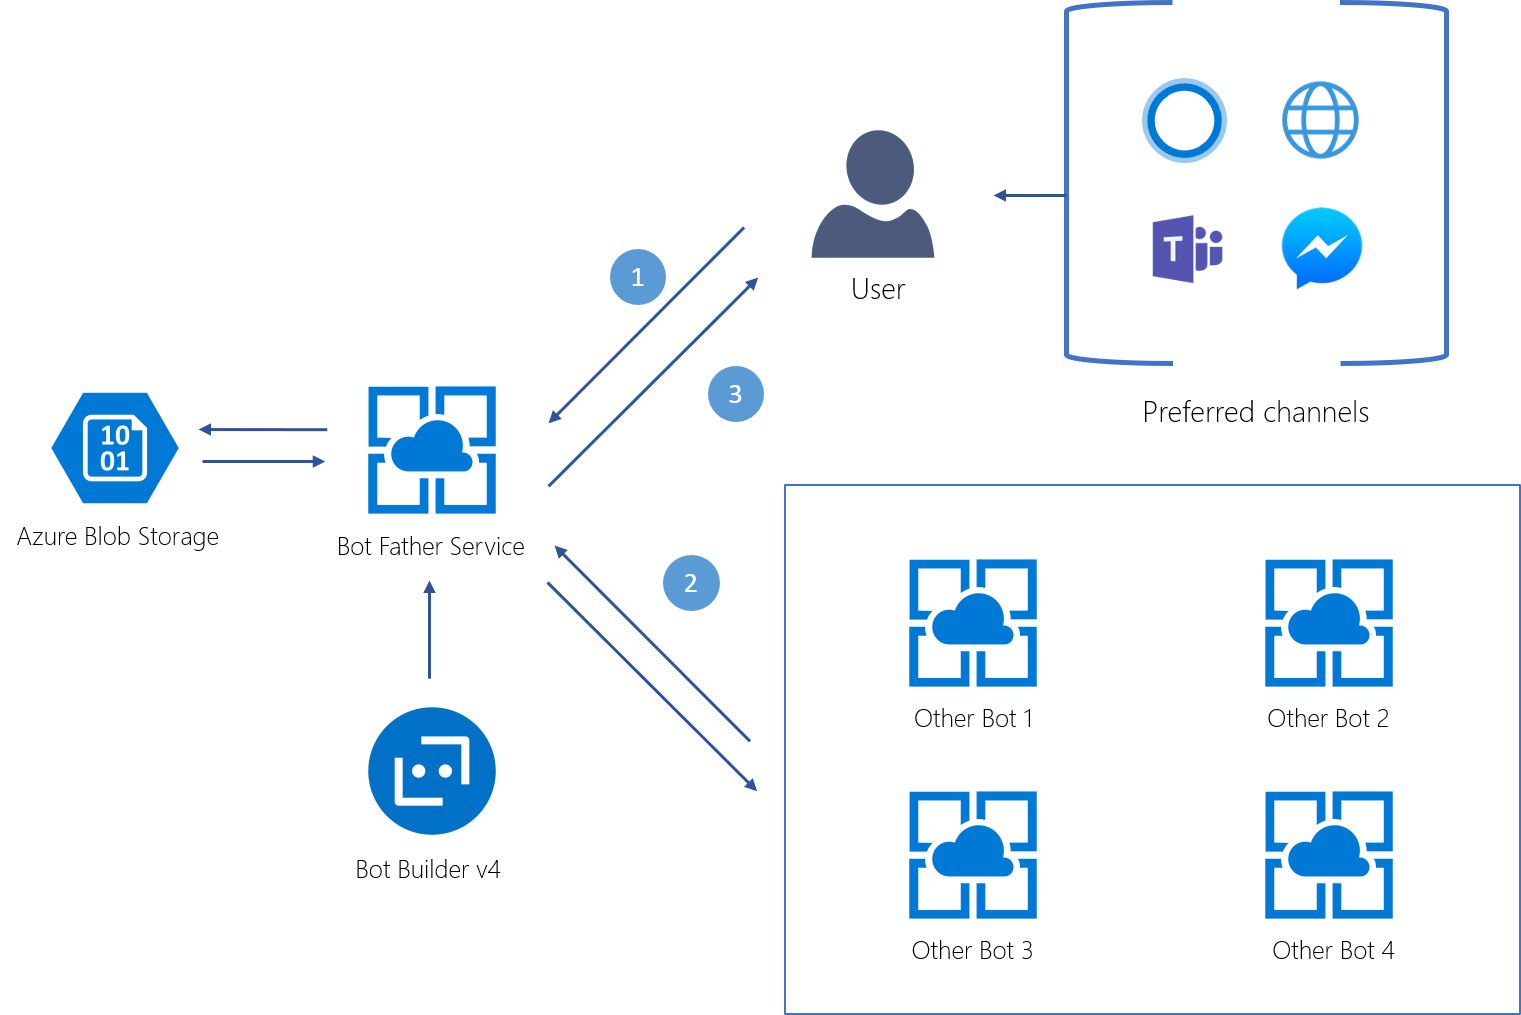 1
User
3
Preferred channels
T
10
01
Azure Blob Storage
Bot Father Service
2
Other Bot 1
Other Bot 2
Bot Builder v4
Other Bot 3
Other Bot 4